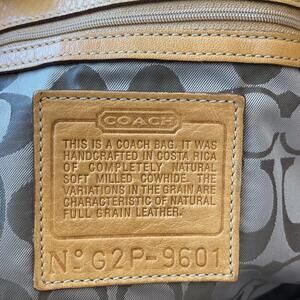 COACH
THIS IS A COACH BAG. IT WAS
HANDCRAFTED IN COSTA RICA
OF COMPLETELY NATURAL
SOFT MILLED COWHIDE. THE
VARIATIONS IN THE GRAIN ARE
CHARACTERISTIC OF NATURAL
FULL GRAIN LEATHER.
Nº G2P-9601